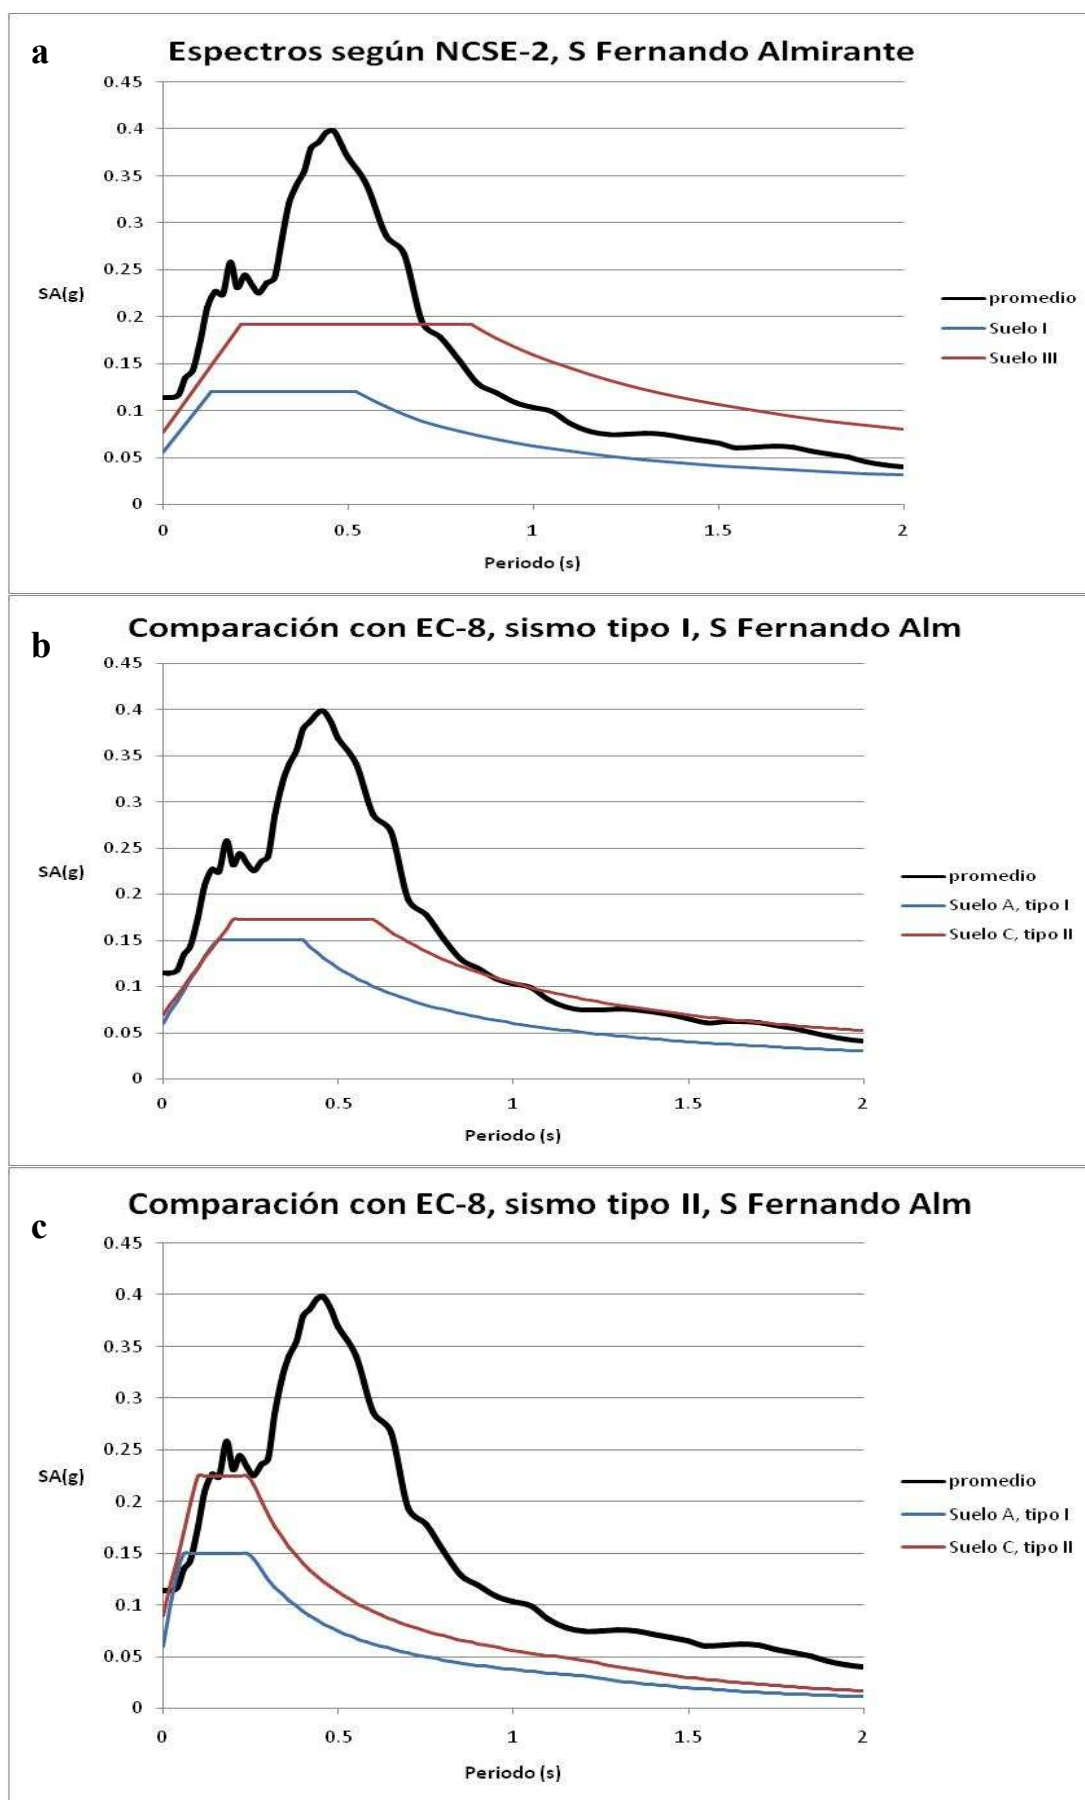 a
Espectros según NCSE-2, S Fernando Almirante
0.45
0.4
0.35
0.3
0.25
0.2
0.15
0.1
0.05
0
SA(g)
0 0.5 1 1.5 2
Periodo (s)
promedio
Suelo I
Suelo III
b
Comparación con EC-8, sismo tipo I, S Fernando Alm
0.45
0.4
0.35
0.3
0.25
0.2
0.15
0.1
0.05
0
SA(g)
0 0.5 1 1.5 2
Periodo (s)
promedio
Suelo A, tipo I
Suelo C, tipo II
c
Comparación con EC-8, sismo tipo II, S Fernando Alm
0.45
0.4
0.35
0.3
0.25
0.2
0.15
0.1
0.05
0
SA(g)
0 0.5 1 1.5 2
Periodo (s)
promedio
Suelo A, tipo I
Suelo C, tipo II